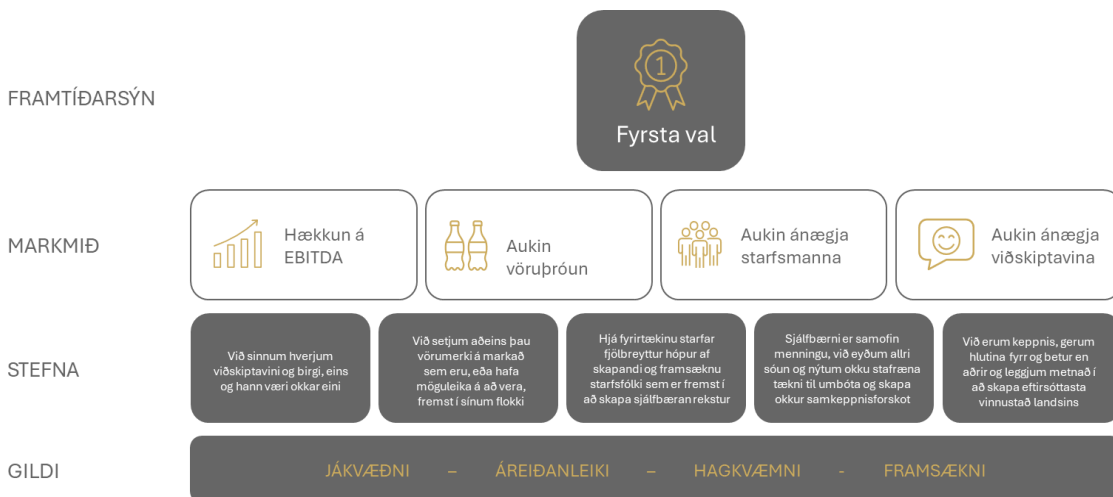 FRAMTÍÐARSÝN
1
Fyrsta val
MARKMIÐ
Hækkun á
EBITDA
Aukin
vöruþróun
Aukin ánægja
starfsmanna
Aukin ánægja
viðskiptavina
STEFNA
Við sinnum hverjum
viðskiptavini og birgi, eins
og hann væri okkar eini
Við setjum aðeins þau
vörumerki á markað
sem eru, eða hafa
möguleika á að vera,
fremst í sínum flokki
Hjá fyrirtækinu starfar
fjölbreyttur hópur af
skapandi og framsæknu
starfsfólki sem er fremst í
að skapa sjálfbæran rekstur
Sjálfbærni er samofin
menningu, við eyðum allri
sóun og nýtum okku stafræna
tækni til umbóta og skapa
okkur samkeppnisforskot
Við erum keppnis, gerum
hlutina fyrr og betur en
aðrir og leggjum metnað í
að skapa eftirsóttasta
vinnustað landsins
GILDI
JÁKVÆÐNI – ÁREIÐANLEIKI – HAGKVÆMNI - FRAMSÆKNI